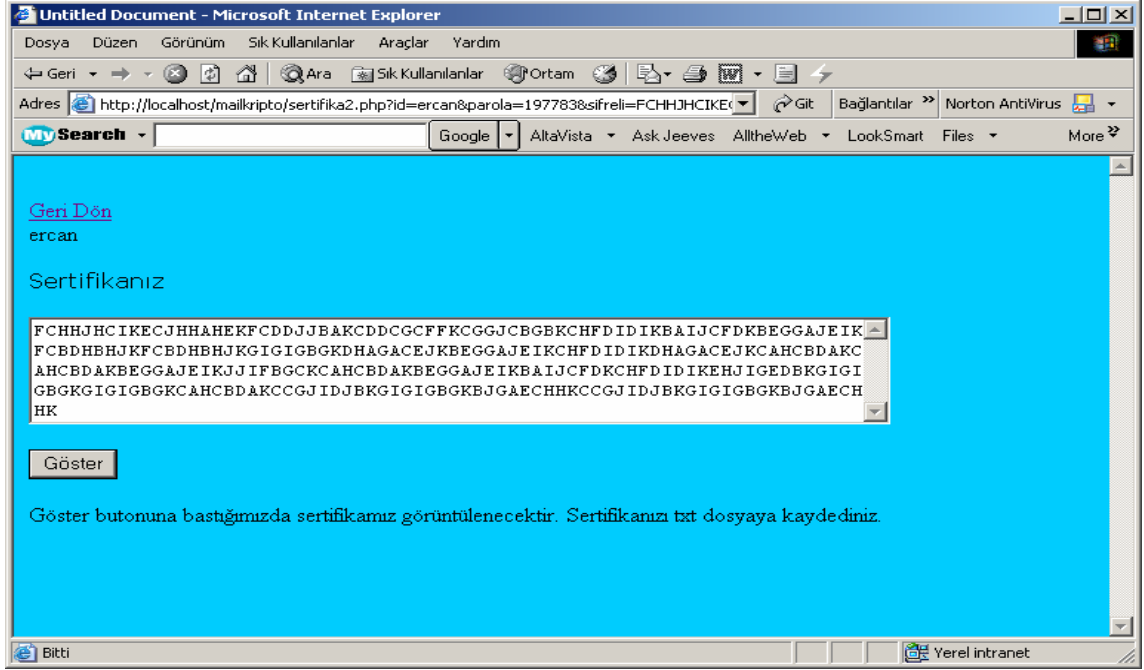 Untitled Document - Microsoft Internet Explorer
Dosya Düzen Görünüm Sık Kullanılanlar Araçlar Yardım
Geri Ara Sık Kullanılanlar Ortam
Adres http://localhost/mailkripto/sertifika2.php?id=ercan&parola=197783&sifreli=FCHHJHCIKE Git Bağlantılar Norton AntiVirus
My Search Google AltaVista Ask Jeeves AlltheWeb LookSmart Files More
Geri Dön
ercan
Sertifikanız
FCHHJHCIKECJHHAHEKFCDDJJBAKCDDCGCFFKCGGJCBGBKCHFDIDIKBAIJCFDKBEGGAJEIK
FCBDHBHJKFCBDHBHJKGIGIGBGKDHAGACEJKBEGGAJEIKCHFDIDIKDHAGACEJKCAHCBDAKC
AHCBDAKBEGGAJEIKJJIFBGCKCAHCBDAKBEGGAJEIKBAIJCFDKCHFDIDIKEHJIGEDBKGIGI
GBGKGIGIGBGKCAHCBDAKCCGJIDJBKGIGIGBGKBJGAECHHKCCGJIDJBKGIGIGBGKBJGAECH
HK
Göster
Göster butonuna bastığımızda sertifikamız görüntülenecektir. Sertifikanızı txt dosyaya kaydediniz.
Bitti Yerel intranet